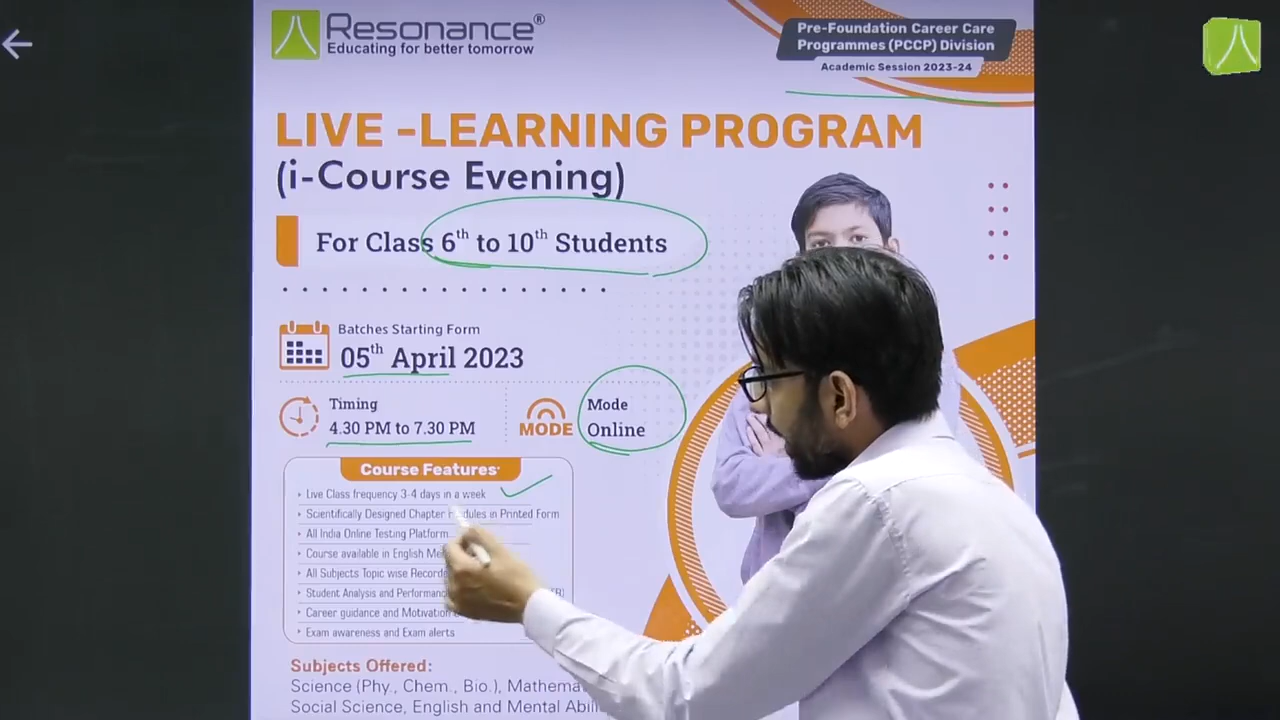 Resonance®
Educating for better tomorrow
Pre-Foundation Career Care
Programmes (PCCP) Division
Academic Session 2023-24
LIVE -LEARNING PROGRAM
(i-Course Evening)
For Class 6th to 10th Students
Batches Starting Form
05th April 2023
Timing
4.30 PM to 7.30 PM
MODE
Mode
Online
Course Features
Live Class frequency 3-4 days in a week
Scientifically Designed Chapter Modules in Printed Form
All India Online Testing Platform
Course available in English
All Subjects Topic wise
Student Analysis and
Career guidance and Motivation
Exam awareness and Exam alerts
Subjects Offered:
Science (Phy., Chem., Bio.),
Social Science, English and Mental